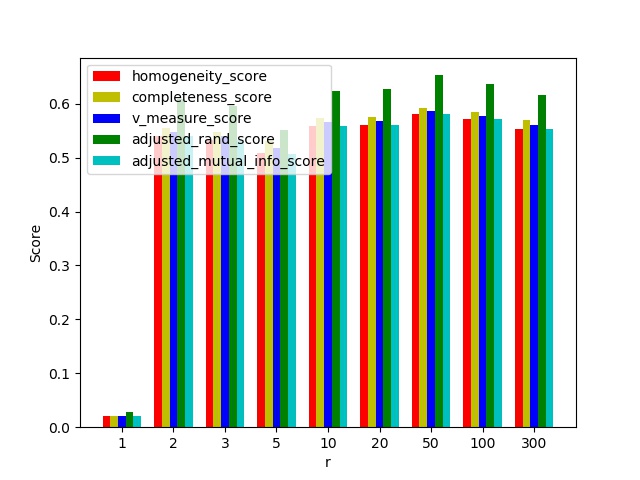 homogeneity_score
completeness_score
v_measure_score
adjusted_rand_score
adjusted_mutual_info_score
0.6
0.5
0.4
0.3
0.2
0.1
0.0
Score
1 2 3 5 10 20 50 100 300
r